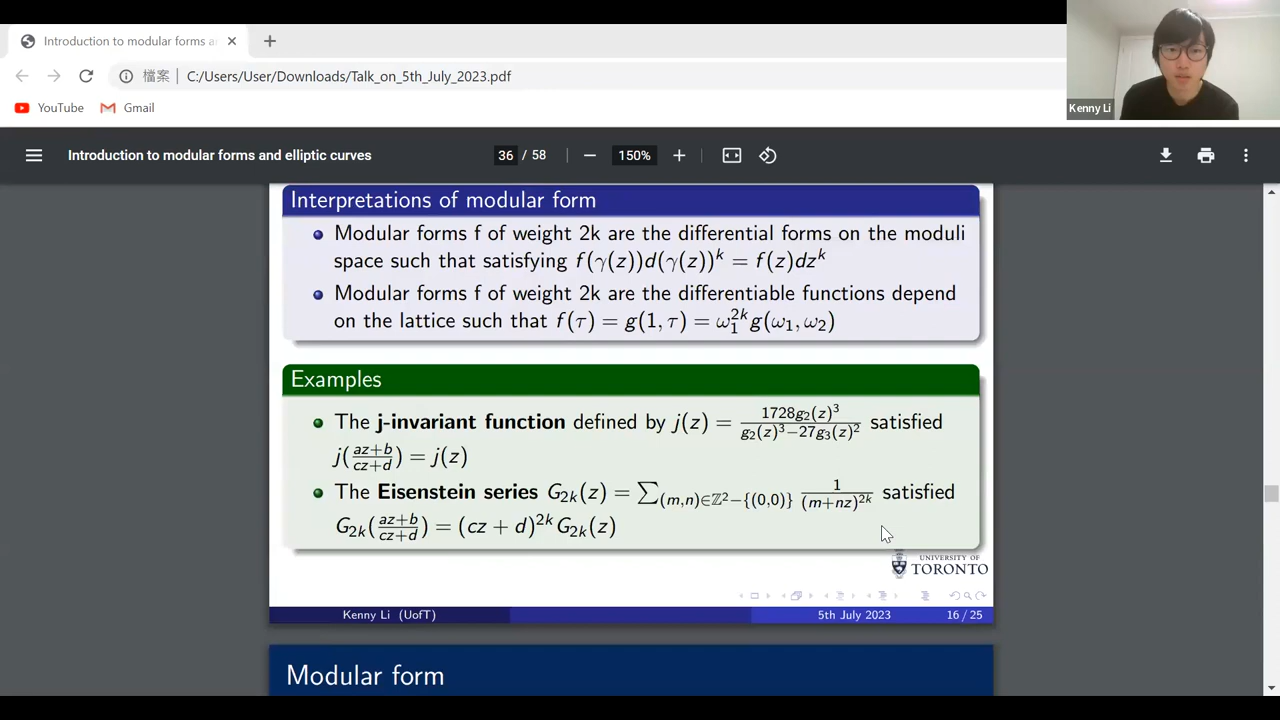 Introduction to modular forms a
檔案
C:/Users/User/Downloads/Talk_on_5th_July_2023.pdf
YouTube
Gmail
Kenny Li
Introduction to modular forms and elliptic curves
36 / 58
150%
Interpretations of modular form
Modular forms f of weight 2k are the differential forms on the moduli
space such that satisfying f(γ(z))d(γ(z))^k = f(z)dz^k
Modular forms f of weight 2k are the differentiable functions depend
on the lattice such that f(τ) = g(1, τ) = ω_1^{2k} g(ω_1, ω_2)
Examples
The j-invariant function defined by j(z) = \frac{1728g_2(z)^3}{g_2(z)^3−27g_3(z)^2} satisfied
j(\frac{az+b}{cz+d}) = j(z)
The Eisenstein series G_{2k}(z) = ∑_{(m,n)∈ℤ^2−{(0,0)}} \frac{1}{(m+nz)^{2k}} satisfied
G_{2k}(\frac{az+b}{cz+d}) = (cz + d)^{2k} G_{2k}(z)
UNIVERSITY OF
TORONTO
Kenny Li (UofT)
5th July 2023
16 / 25
Modular form